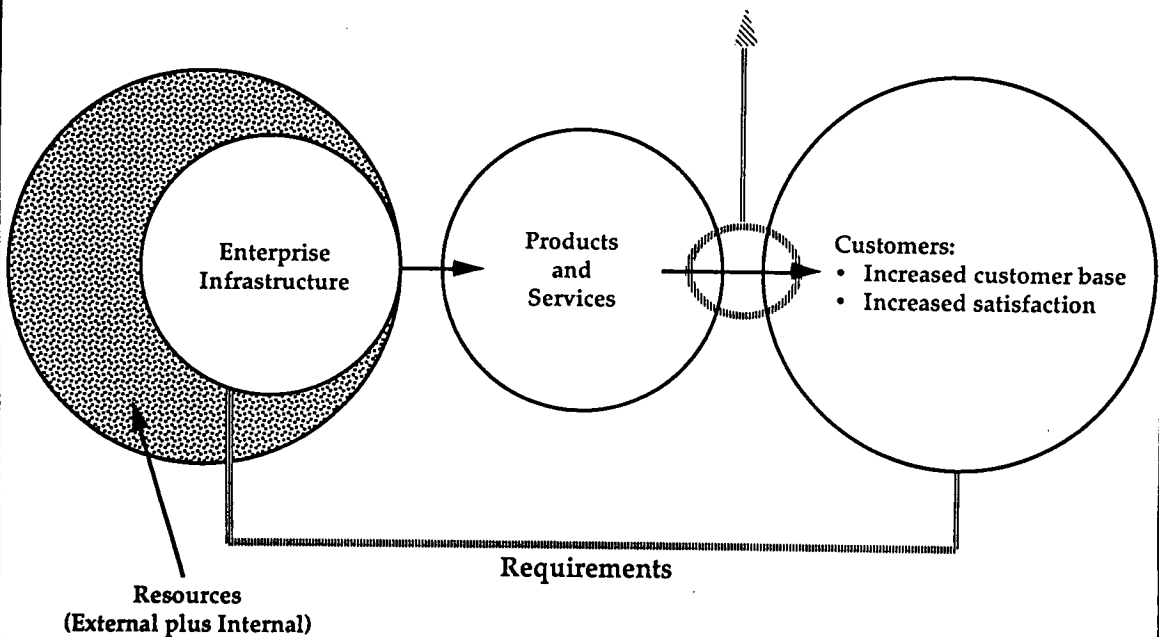 Enterprise
Infrastructure
Products
and
Services
Customers:
• Increased customer base
• Increased satisfaction
Requirements
Resources
(External plus Internal)